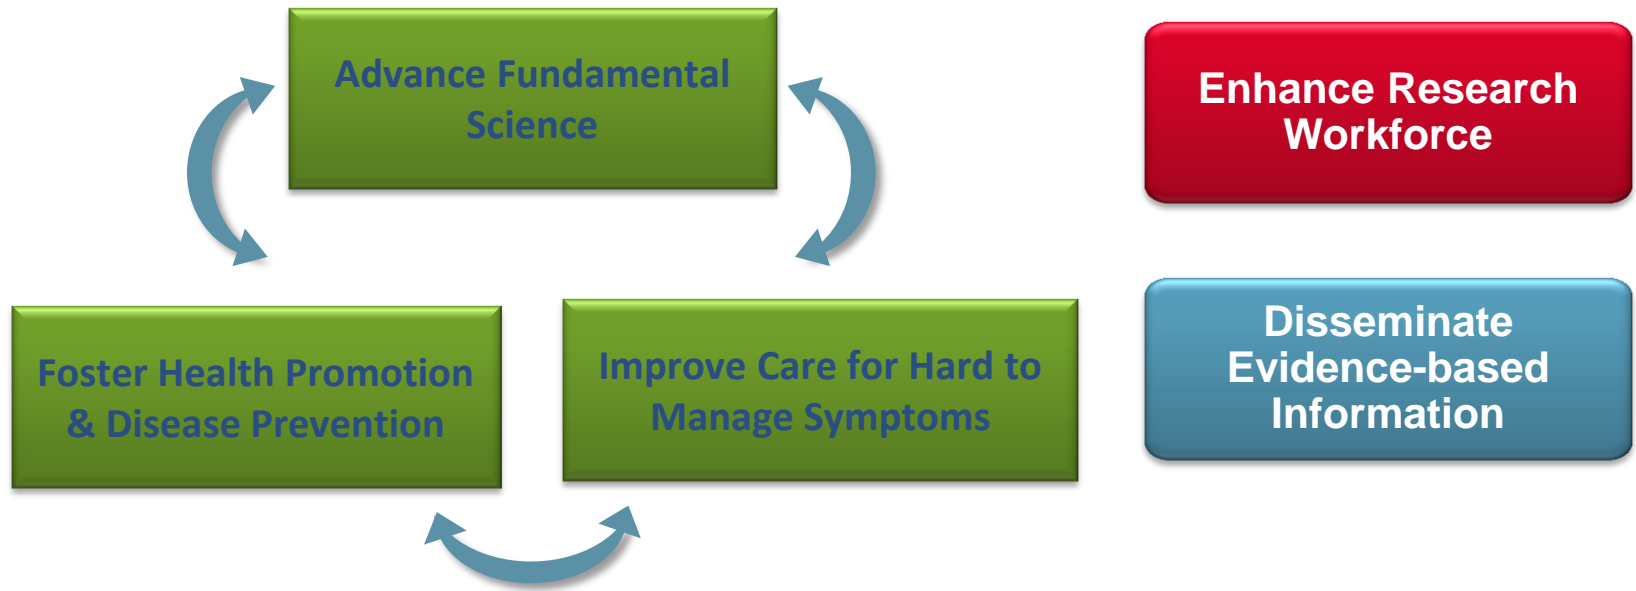 Advance Fundamental
Science
Enhance Research
Workforce
Foster Health Promotion
& Disease Prevention
Improve Care for Hard to
Manage Symptoms
Disseminate
Evidence-based
Information